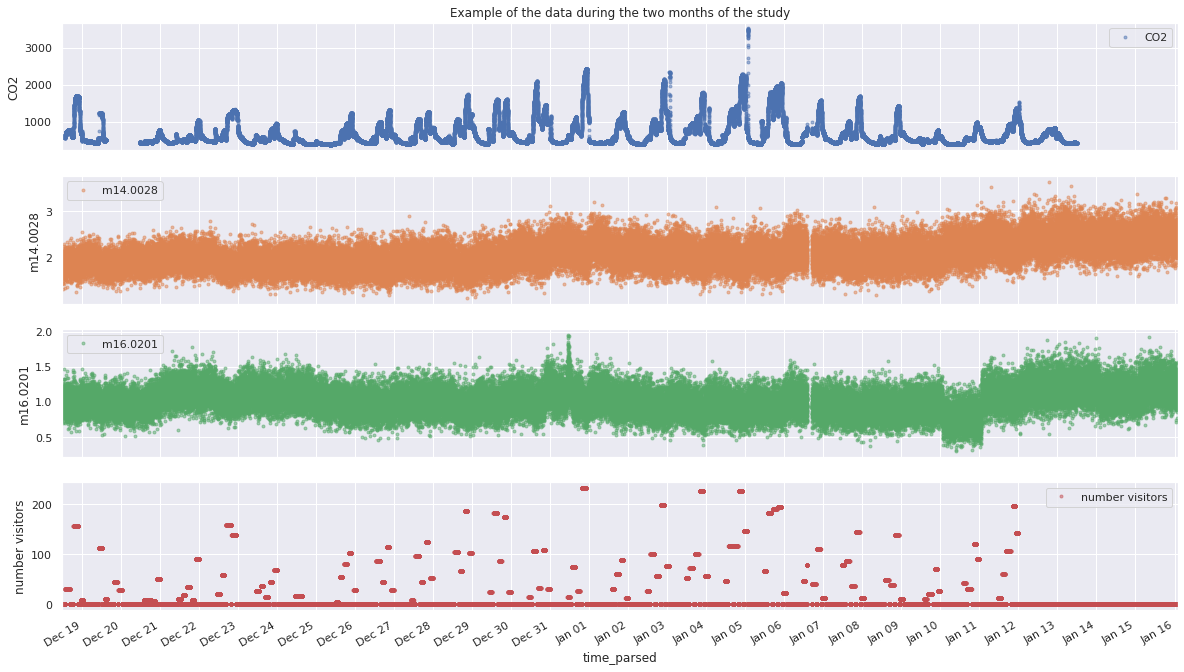 Example of the data during the two months of the study
CO2
3000
2000
1000
CO2
m14.0028
3
2
m14.0028
m16.0201
2.0
1.5
1.0
0.5
m16.0201
number visitors
200
100
0
number visitors
Dec 19 Dec 20 Dec 21 Dec 22 Dec 23 Dec 24 Dec 25 Dec 26 Dec 27 Dec 28 Dec 29 Dec 30 Dec 31 Jan 01 Jan 02 Jan 03 Jan 04 Jan 05 Jan 06 Jan 07 Jan 08 Jan 09 Jan 10 Jan 11 Jan 12 Jan 13 Jan 14 Jan 15 Jan 16
time_parsed